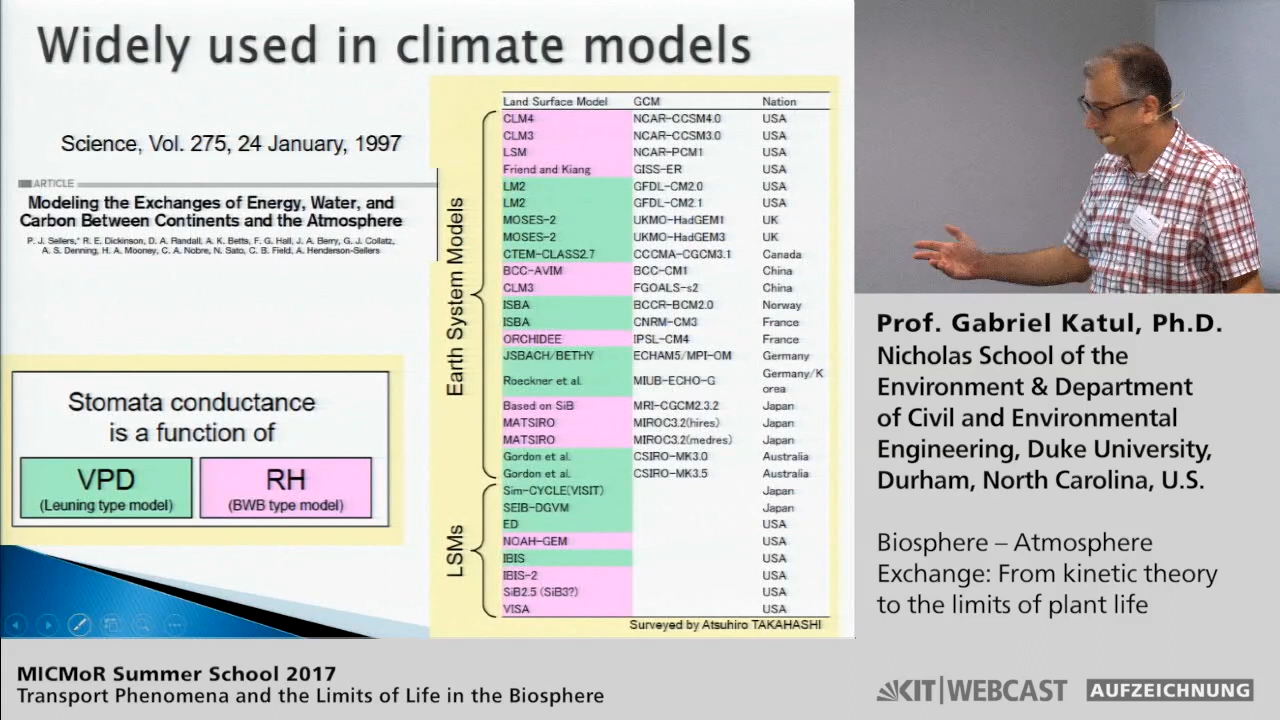 Widely used in climate models
Science, Vol. 275, 24 January, 1997
ARTICLE
Modeling the Exchanges of Energy, Water, and
Carbon Between Continents and the Atmosphere
P. J. Sellers,* R. E. Dickinson, D. A. Randall, A. K. Betts, F. G. Hall, J. A. Berry, G. J. Collatz,
A. S. Denning, H. A. Mooney, C. A. Nobre, N. Sato, C. B. Field, A. Henderson-Sellers
Stomata conductance
is a function of
VPD
(Leuning type model)
RH
(BWB type model)
Earth System Models
LSMs
Land Surface Model GCM Nation
CLM4 NCAR-CCSM4.0 USA
CLM3 NCAR-CCSM3.0 USA
LSM NCAR-PCM1 USA
Friend and Kiang GISS-ER USA
LM2 GFDL-CM2.0 USA
LM2 GFDL-CM2.1 USA
MOSES-2 UKMO-HadGEM1 UK
MOSES-2 UKMO-HadGEM3 UK
CTEM-CLASS2.7 CCCMA-CGCM3.1 Canada
BCC-AVIM BCC-CM1 China
CLM3 FGOALS-s2 China
ISBA BCCR-BCM2.0 Norway
ISBA CNRM-CM3 France
ORCHIDEE IPSL-CM4 France
JSBACH/BETHY ECHAM5/MPI-OM Germany
Roeckner et al. MIUB-ECHO-G Germany/K
orea
Based on SiB MRI-CGCM2.3.2 Japan
MATSIRO MIROC3.2(hires) Japan
MATSIRO MIROC3.2(medres) Japan
Gordon et al. CSIRO-MK3.0 Australia
Gordon et al. CSIRO-MK3.5 Australia
Sim-CYCLE(VISIT) Japan
SEIB-DGVM Japan
ED USA
NOAH-GEM USA
IBIS USA
IBIS-2 USA
SiB2.5 (SiB3?) USA
VISA USA
Surveyed by Atsuhiro TAKAHASHI
Prof. Gabriel Katul, Ph.D.
Nicholas School of the
Environment & Department
of Civil and Environmental
Engineering, Duke University,
Durham, North Carolina, U.S.
Biosphere – Atmosphere
Exchange: From kinetic theory
to the limits of plant life
MICMoR Summer School 2017
Transport Phenomena and the Limits of Life in the Biosphere
KIT|WEBCAST AUFZEICHNUNG